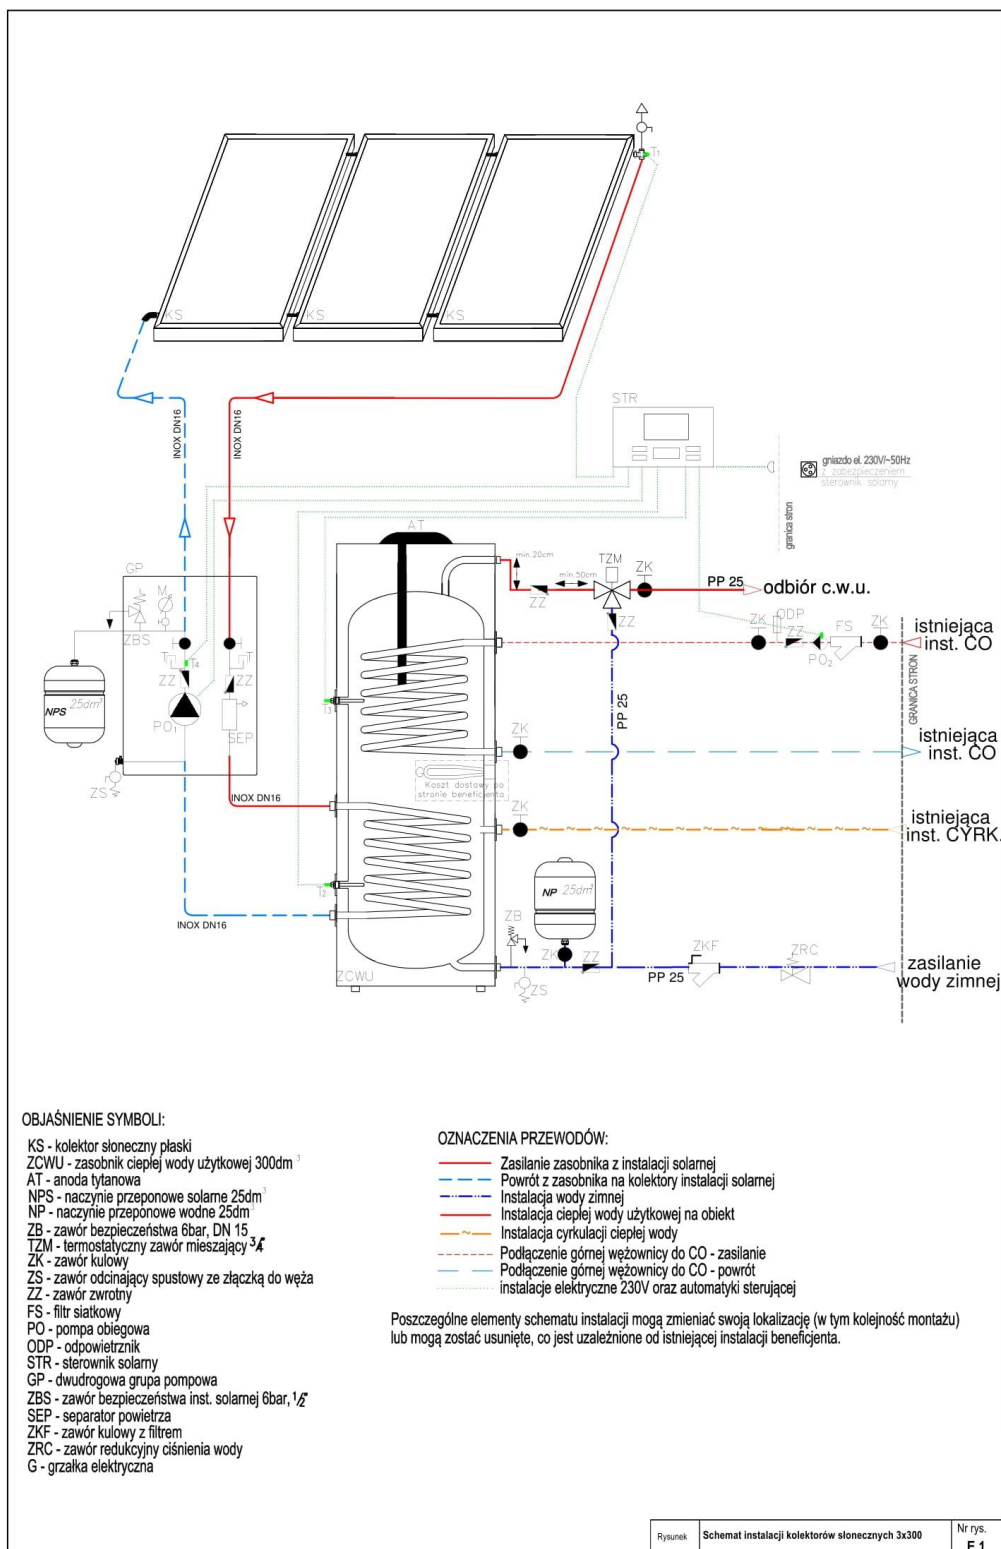 T1
KS
KS
KS
STR
INOX DN16
INOX DN16
gniazdo el. 230V/~50Hz
z zabezpieczeniem
sterownik solarny
granica stron
AT
GP
M
ZBS
min.20cm
min.50cm
TZM
ZK
ZZ
PP 25
odbiór c.w.u.
ZZ
ODP
ZK
ZZ
FS
ZK
PO2
istniejąca
inst. CO
GRANICA STRON
T
T4
T
ZZ
ZZ
NPS
25dm3
PO1
SEP
T3
PP 25
ZK
istniejąca
inst. CO
ZS
G
Koszt dostawy po
stronie beneficjenta
INOX DN16
ZK
istniejąca
inst. CYRK.
T2
NP
25dm3
INOX DN16
ZB
ZK
ZZ
ZKF
ZRC
PP 25
zasilanie
wody zimnej
ZCWU
ZS
OBJAŚNIENIE SYMBOLI:
KS - kolektor słoneczny płaski
ZCWU - zasobnik ciepłej wody użytkowej 300dm3
AT - anoda tytanowa
NPS - naczynie przeponowe solarne 25dm3
NP - naczynie przeponowe wodne 25dm3
ZB - zawór bezpieczeństwa 6bar, DN 15
TZM - termostatyczny zawór mieszający 3/4"
ZK - zawór kulowy
ZS - zawór odcinający spustowy ze złączką do węża
ZZ - zawór zwrotny
FS - filtr siatkowy
PO - pompa obiegowa
ODP - odpowietrznik
STR - sterownik solarny
GP - dwudrogowa grupa pompowa
ZBS - zawór bezpieczeństwa inst. solarnej 6bar, 1/2"
SEP - separator powietrza
ZKF - zawór kulowy z filtrem
ZRC - zawór redukcyjny ciśnienia wody
G - grzałka elektryczna
OZNACZENIA PRZEWODÓW:
Zasilanie zasobnika z instalacji solarnej
Powrót z zasobnika na kolektory instalacji solarnej
Instalacja wody zimnej
Instalacja ciepłej wody użytkowej na obiekt
Instalacja cyrkulacji ciepłej wody
Podłączenie górnej wężownicy do CO - zasilanie
Podłączenie górnej wężownicy do CO - powrót
instalacje elektryczne 230V oraz automatyki sterującej
Poszczególne elementy schematu instalacji mogą zmieniać swoją lokalizację (w tym kolejność montażu)
lub mogą zostać usunięte, co jest uzależnione od istniejącej instalacji beneficjenta.
Rysunek
Schemat instalacji kolektorów słonecznych 3x300
Nr rys.